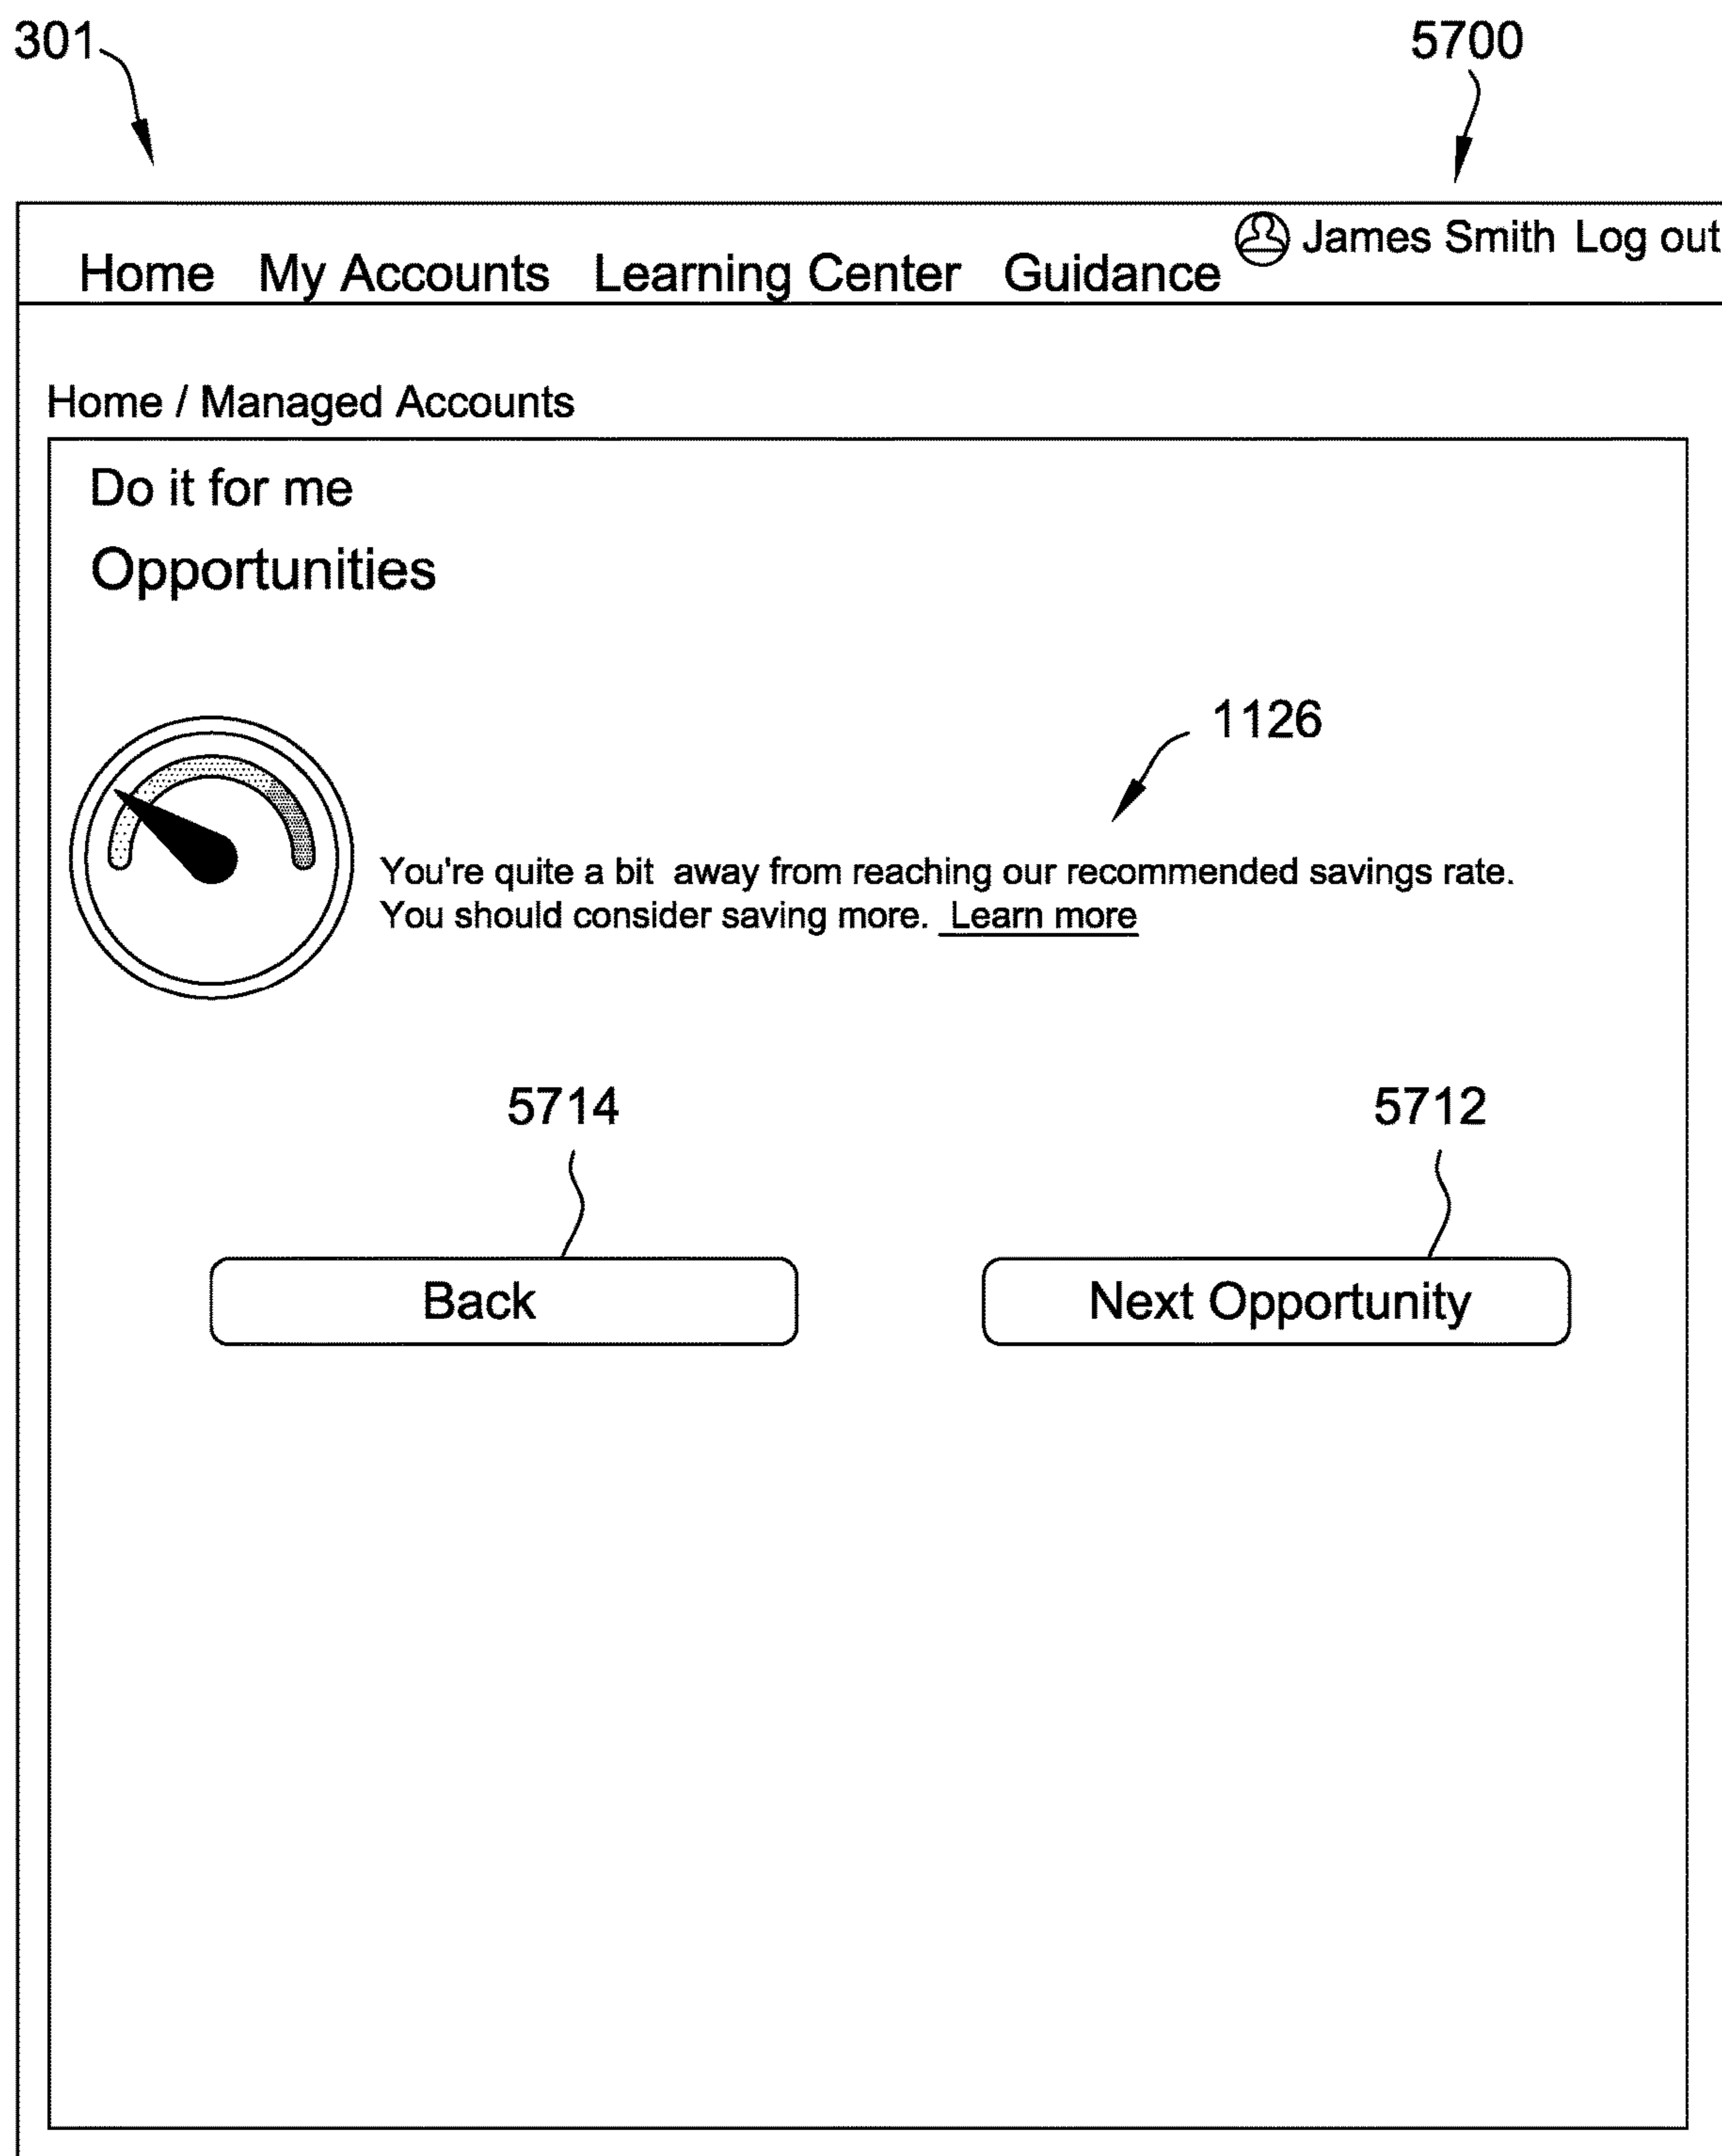 301
5700
Home My Accounts Learning Center Guidance James Smith Log out
Home / Managed Accounts
Do it for me
Opportunities
1126
You're quite a bit away from reaching our recommended savings rate.
You should consider saving more. Learn more
5714
5712
Back
Next Opportunity